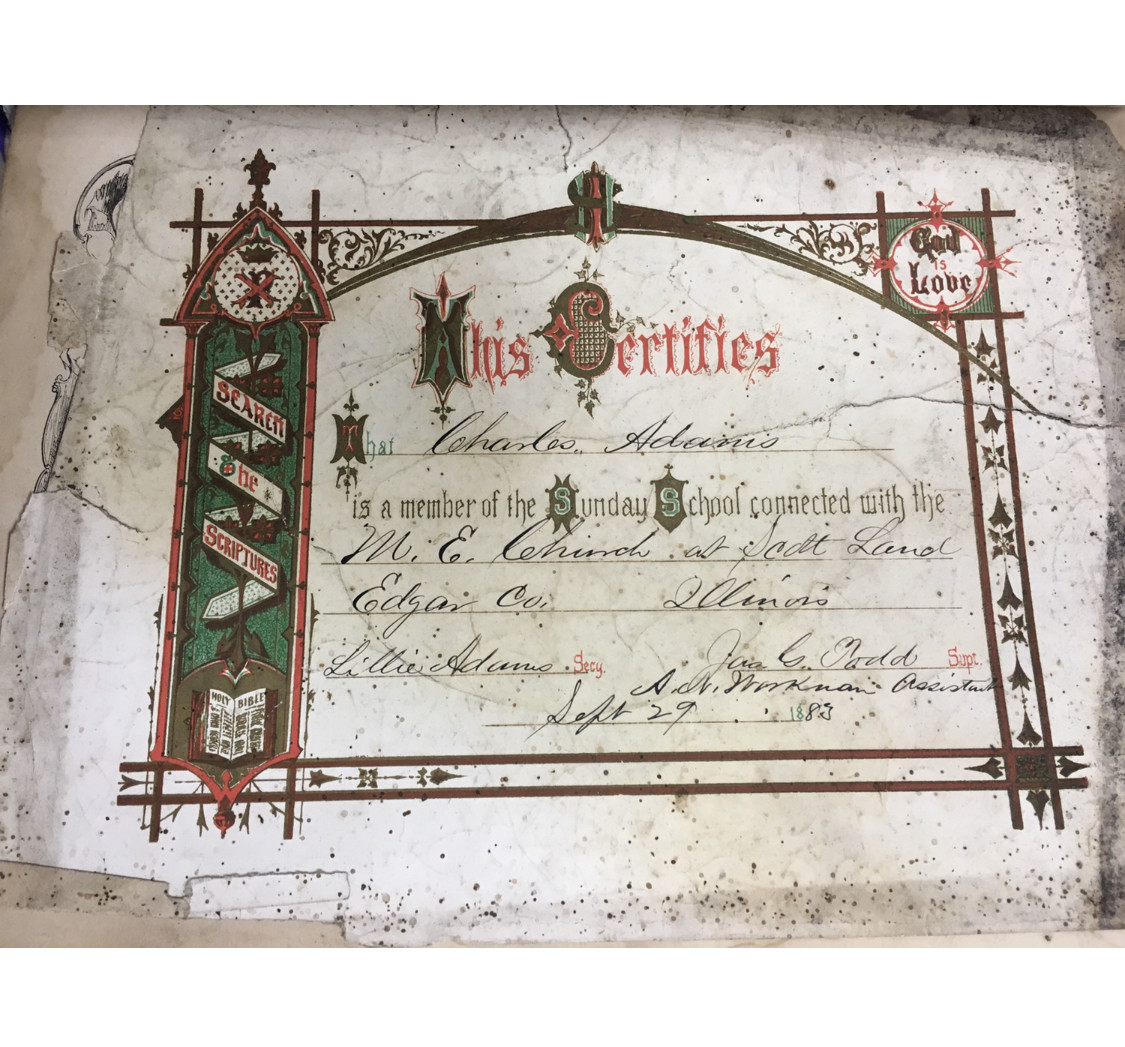 God
is
Love
This Certifies
That Charles. Adams
is a member of the Sunday School connected with the
M. E. Church at Scott Land
Edgar Co. Illinois
Lillie Adams Secy. Jas G. Todd Supt.
A. N. Workman Assistant
Sept 29 1883
Search
The
Scriptures
HOLY BIBLE